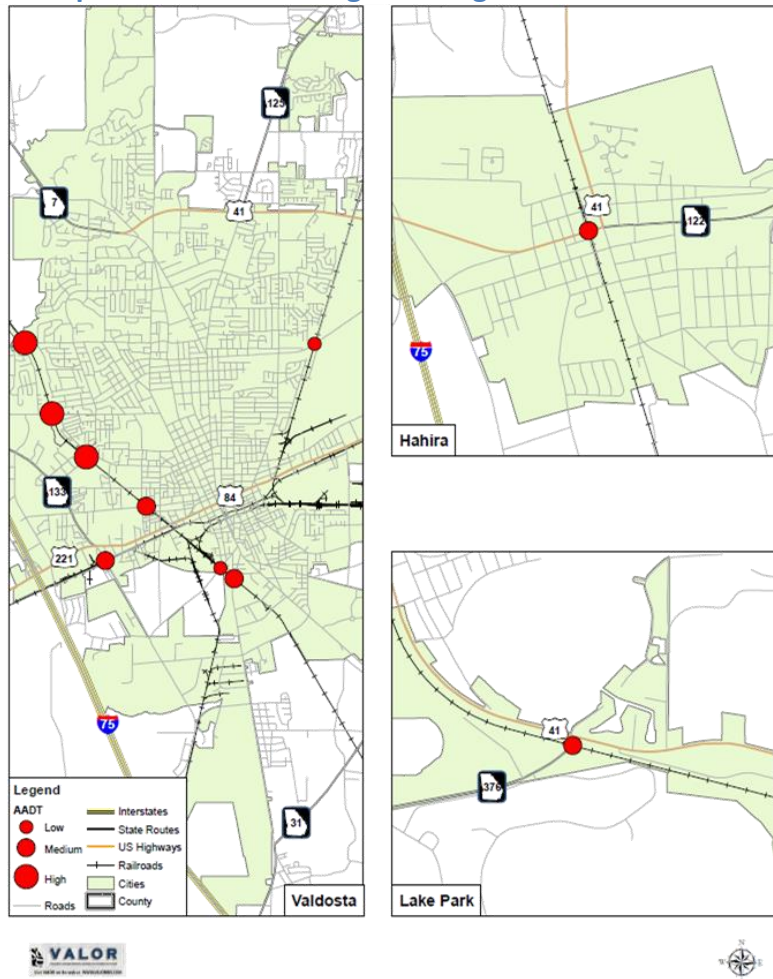 125
7
41
133
84
221
75
31
Legend
AADT
Low
Medium
High
Roads
Interstates
State Routes
US Highways
Railroads
Cities
County
Valdosta
41
122
75
Hahira
41
376
Lake Park
VALOR
N
W
E